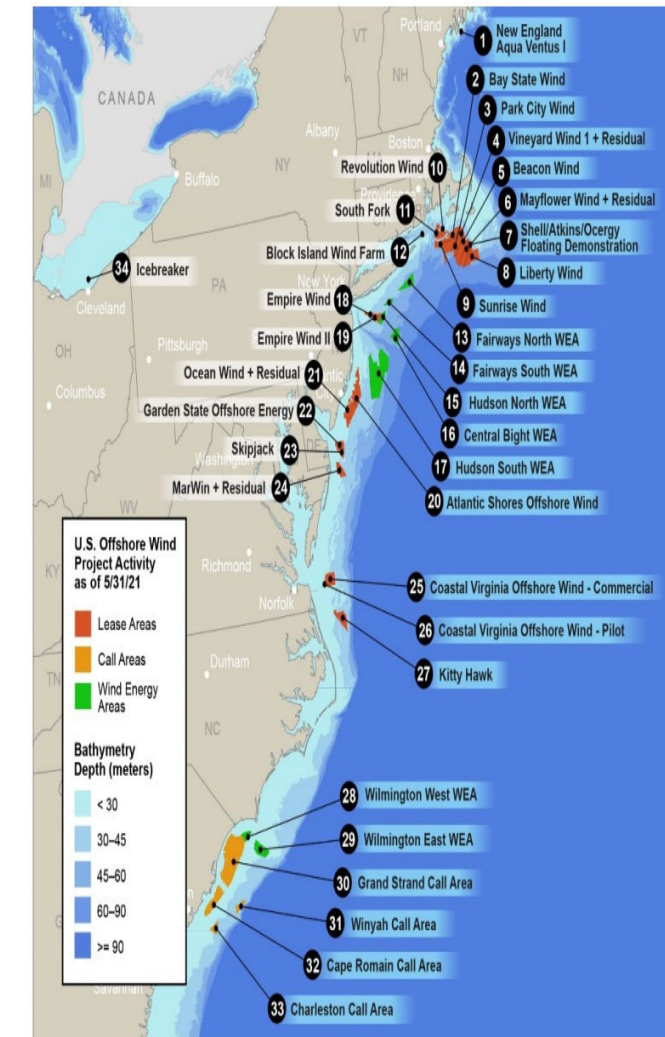 Portland
VT
1
New England
Aqua Ventus I
2
Bay State Wind
NH
3
Park City Wind
CANADA
4
Vineyard Wind 1 + Residual
Albany
Boston
5
Beacon Wind
NY
Revolution Wind
10
6
Mayflower Wind + Residual
MI
Buffalo
Providence
South Fork
11
7
Shell/Atkins/Ocergy
Floating Demonstration
Block Island Wind Farm
12
8
Liberty Wind
34
Icebreaker
PA
New York
9
Sunrise Wind
Cleveland
Empire Wind
18
13
Fairways North WEA
OH
Pittsburgh
Empire Wind II
19
14
Fairways South WEA
Ocean Wind + Residual
21
15
Hudson North WEA
Columbus
City
Garden State Offshore Energy
22
16
Central Bight WEA
Skipjack
23
DE
17
Hudson South WEA
Washington
MarWin + Residual
24
20
Atlantic Shores Offshore Wind
WV
U.S. Offshore Wind
Project Activity
as of 5/31/21
Lease Areas
Call Areas
Wind Energy
Areas
Bathymetry
Depth (meters)
< 30
30–45
45–60
60–90
>= 90
KY
Richmond
25
Coastal Virginia Offshore Wind - Commercial
Norfolk
26
Coastal Virginia Offshore Wind - Pilot
TN
Durham
27
Kitty Hawk
NC
28
Wilmington West WEA
29
Wilmington East WEA
30
Grand Strand Call Area
31
Winyah Call Area
32
Cape Romain Call Area
Savannah
33
Charleston Call Area